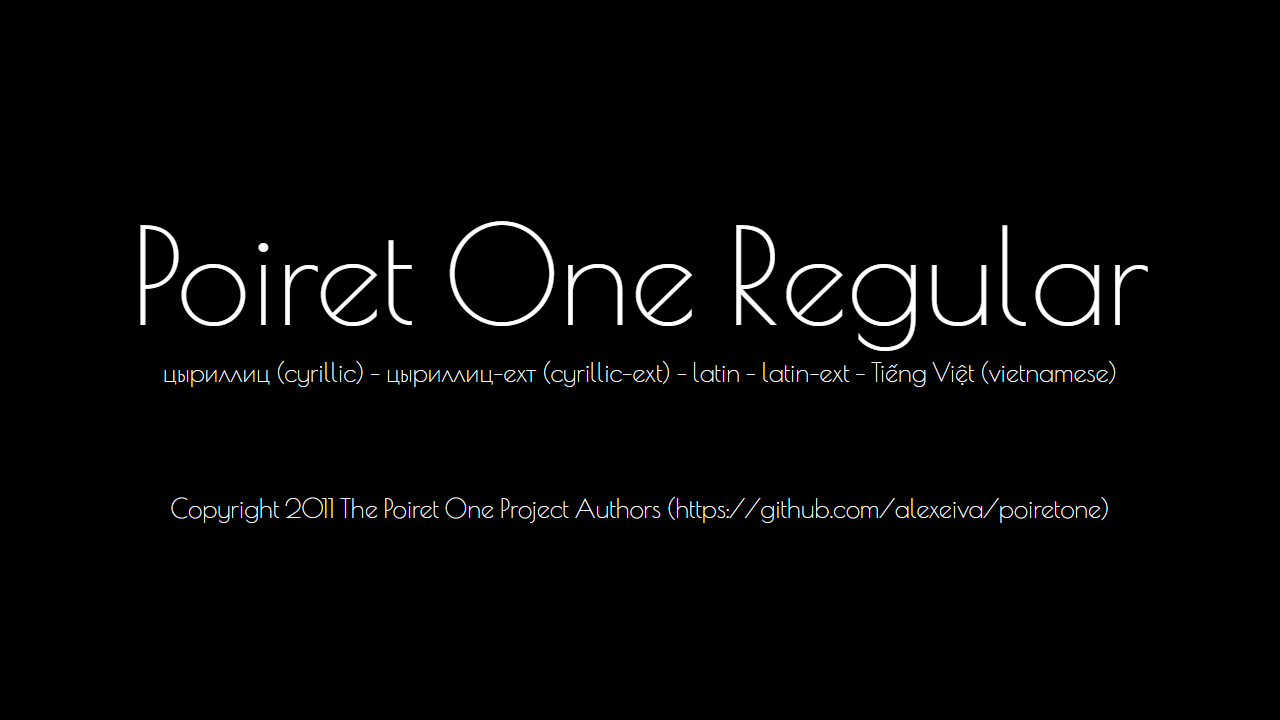 Poiret One Regular
цыриллиц (cyrillic) – цыриллиц-ехт (cyrillic-ext) – latin – latin-ext – Tiếng Việt (vietnamese)
Copyright 2011 The Poiret One Project Authors (https://github.com/alexeiva/poiretone)